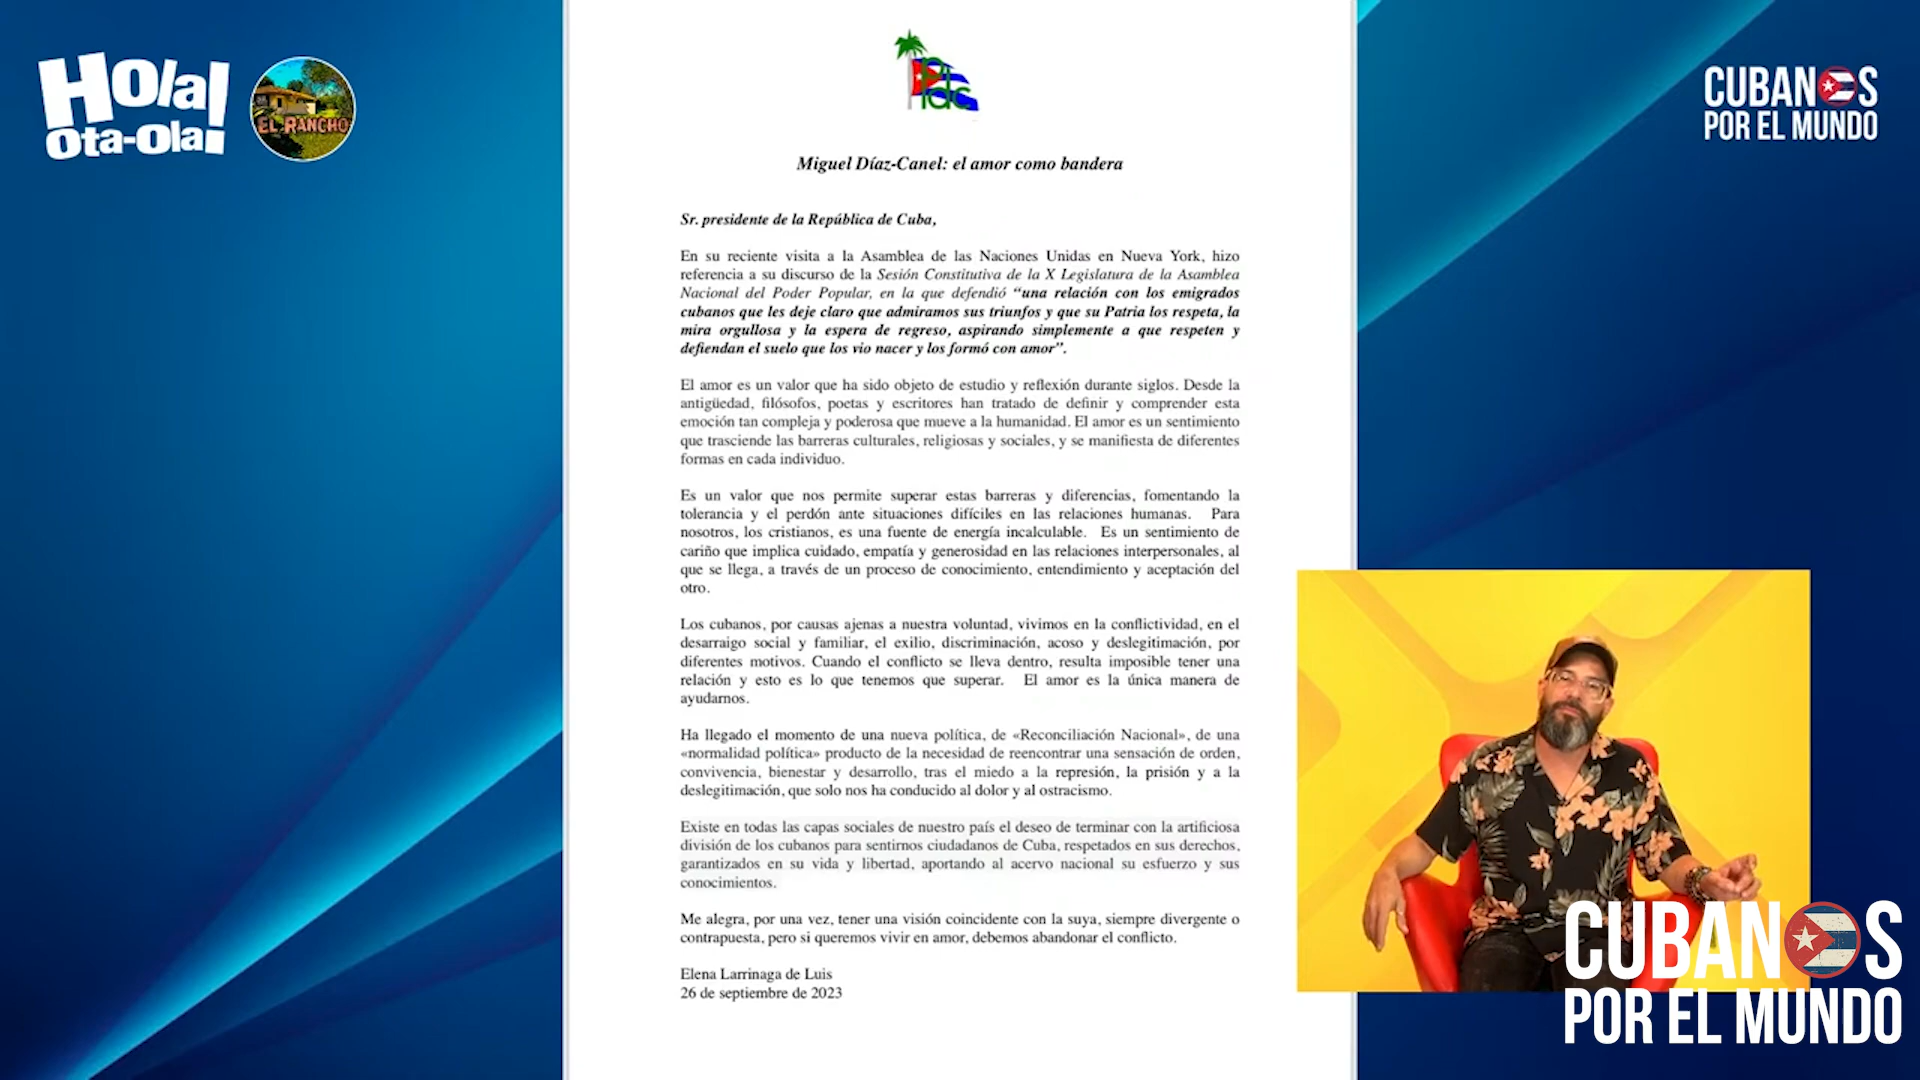 Hola!
Ota-Ola!
EL RANCHO
CUBANOS
POR EL MUNDO
Pldc
Miguel Díaz-Canel: el amor como bandera
Sr. presidente de la República de Cuba,
En su reciente visita a la Asamblea de las Naciones Unidas en Nueva York, hizo
referencia a su discurso de la Sesión Constitutiva de la X Legislatura de la Asamblea
Nacional del Poder Popular, en la que defendió “una relación con los emigrados
cubanos que les deje claro que admiramos sus triunfos y que su Patria los respeta, la
mira orgullosa y la espera de regreso, aspirando simplemente a que respeten y
defiendan el suelo que los vio nacer y los formó con amor”.
El amor es un valor que ha sido objeto de estudio y reflexión durante siglos. Desde la
antigüedad, filósofos, poetas y escritores han tratado de definir y comprender esta
emoción tan compleja y poderosa que mueve a la humanidad. El amor es un sentimiento
que trasciende las barreras culturales, religiosas y sociales, y se manifiesta de diferentes
formas en cada individuo.
Es un valor que nos permite superar estas barreras y diferencias, fomentando la
tolerancia y el perdón ante situaciones difíciles en las relaciones humanas. Para
nosotros, los cristianos, es una fuente de energía incalculable. Es un sentimiento de
cariño que implica cuidado, empatía y generosidad en las relaciones interpersonales, al
que se llega, a través de un proceso de conocimiento, entendimiento y aceptación del
otro.
Los cubanos, por causas ajenas a nuestra voluntad, vivimos en la conflictividad, en el
desarraigo social y familiar, el exilio, discriminación, acoso y deslegitimación, por
diferentes motivos. Cuando el conflicto se lleva dentro, resulta imposible tener una
relación y esto es lo que tenemos que superar. El amor es la única manera de
ayudarnos.
Ha llegado el momento de una nueva política, de «Reconciliación Nacional», de una
«normalidad política» producto de la necesidad de reencontrar una sensación de orden,
convivencia, bienestar y desarrollo, tras el miedo a la represión, la prisión y a la
deslegitimación, que solo nos ha conducido al dolor y al ostracismo.
Existe en todas las capas sociales de nuestro país el deseo de terminar con la artificiosa
división de los cubanos para sentirnos ciudadanos de Cuba, respetados en sus derechos,
garantizados en su vida y libertad, aportando al acervo nacional su esfuerzo y sus
conocimientos.
Me alegra, por una vez, tener una visión coincidente con la suya, siempre divergente o
contrapuesta, pero si queremos vivir en amor, debemos abandonar el conflicto.
Elena Larrinaga de Luis
26 de septiembre de 2023
CUBANOS
POR EL MUNDO